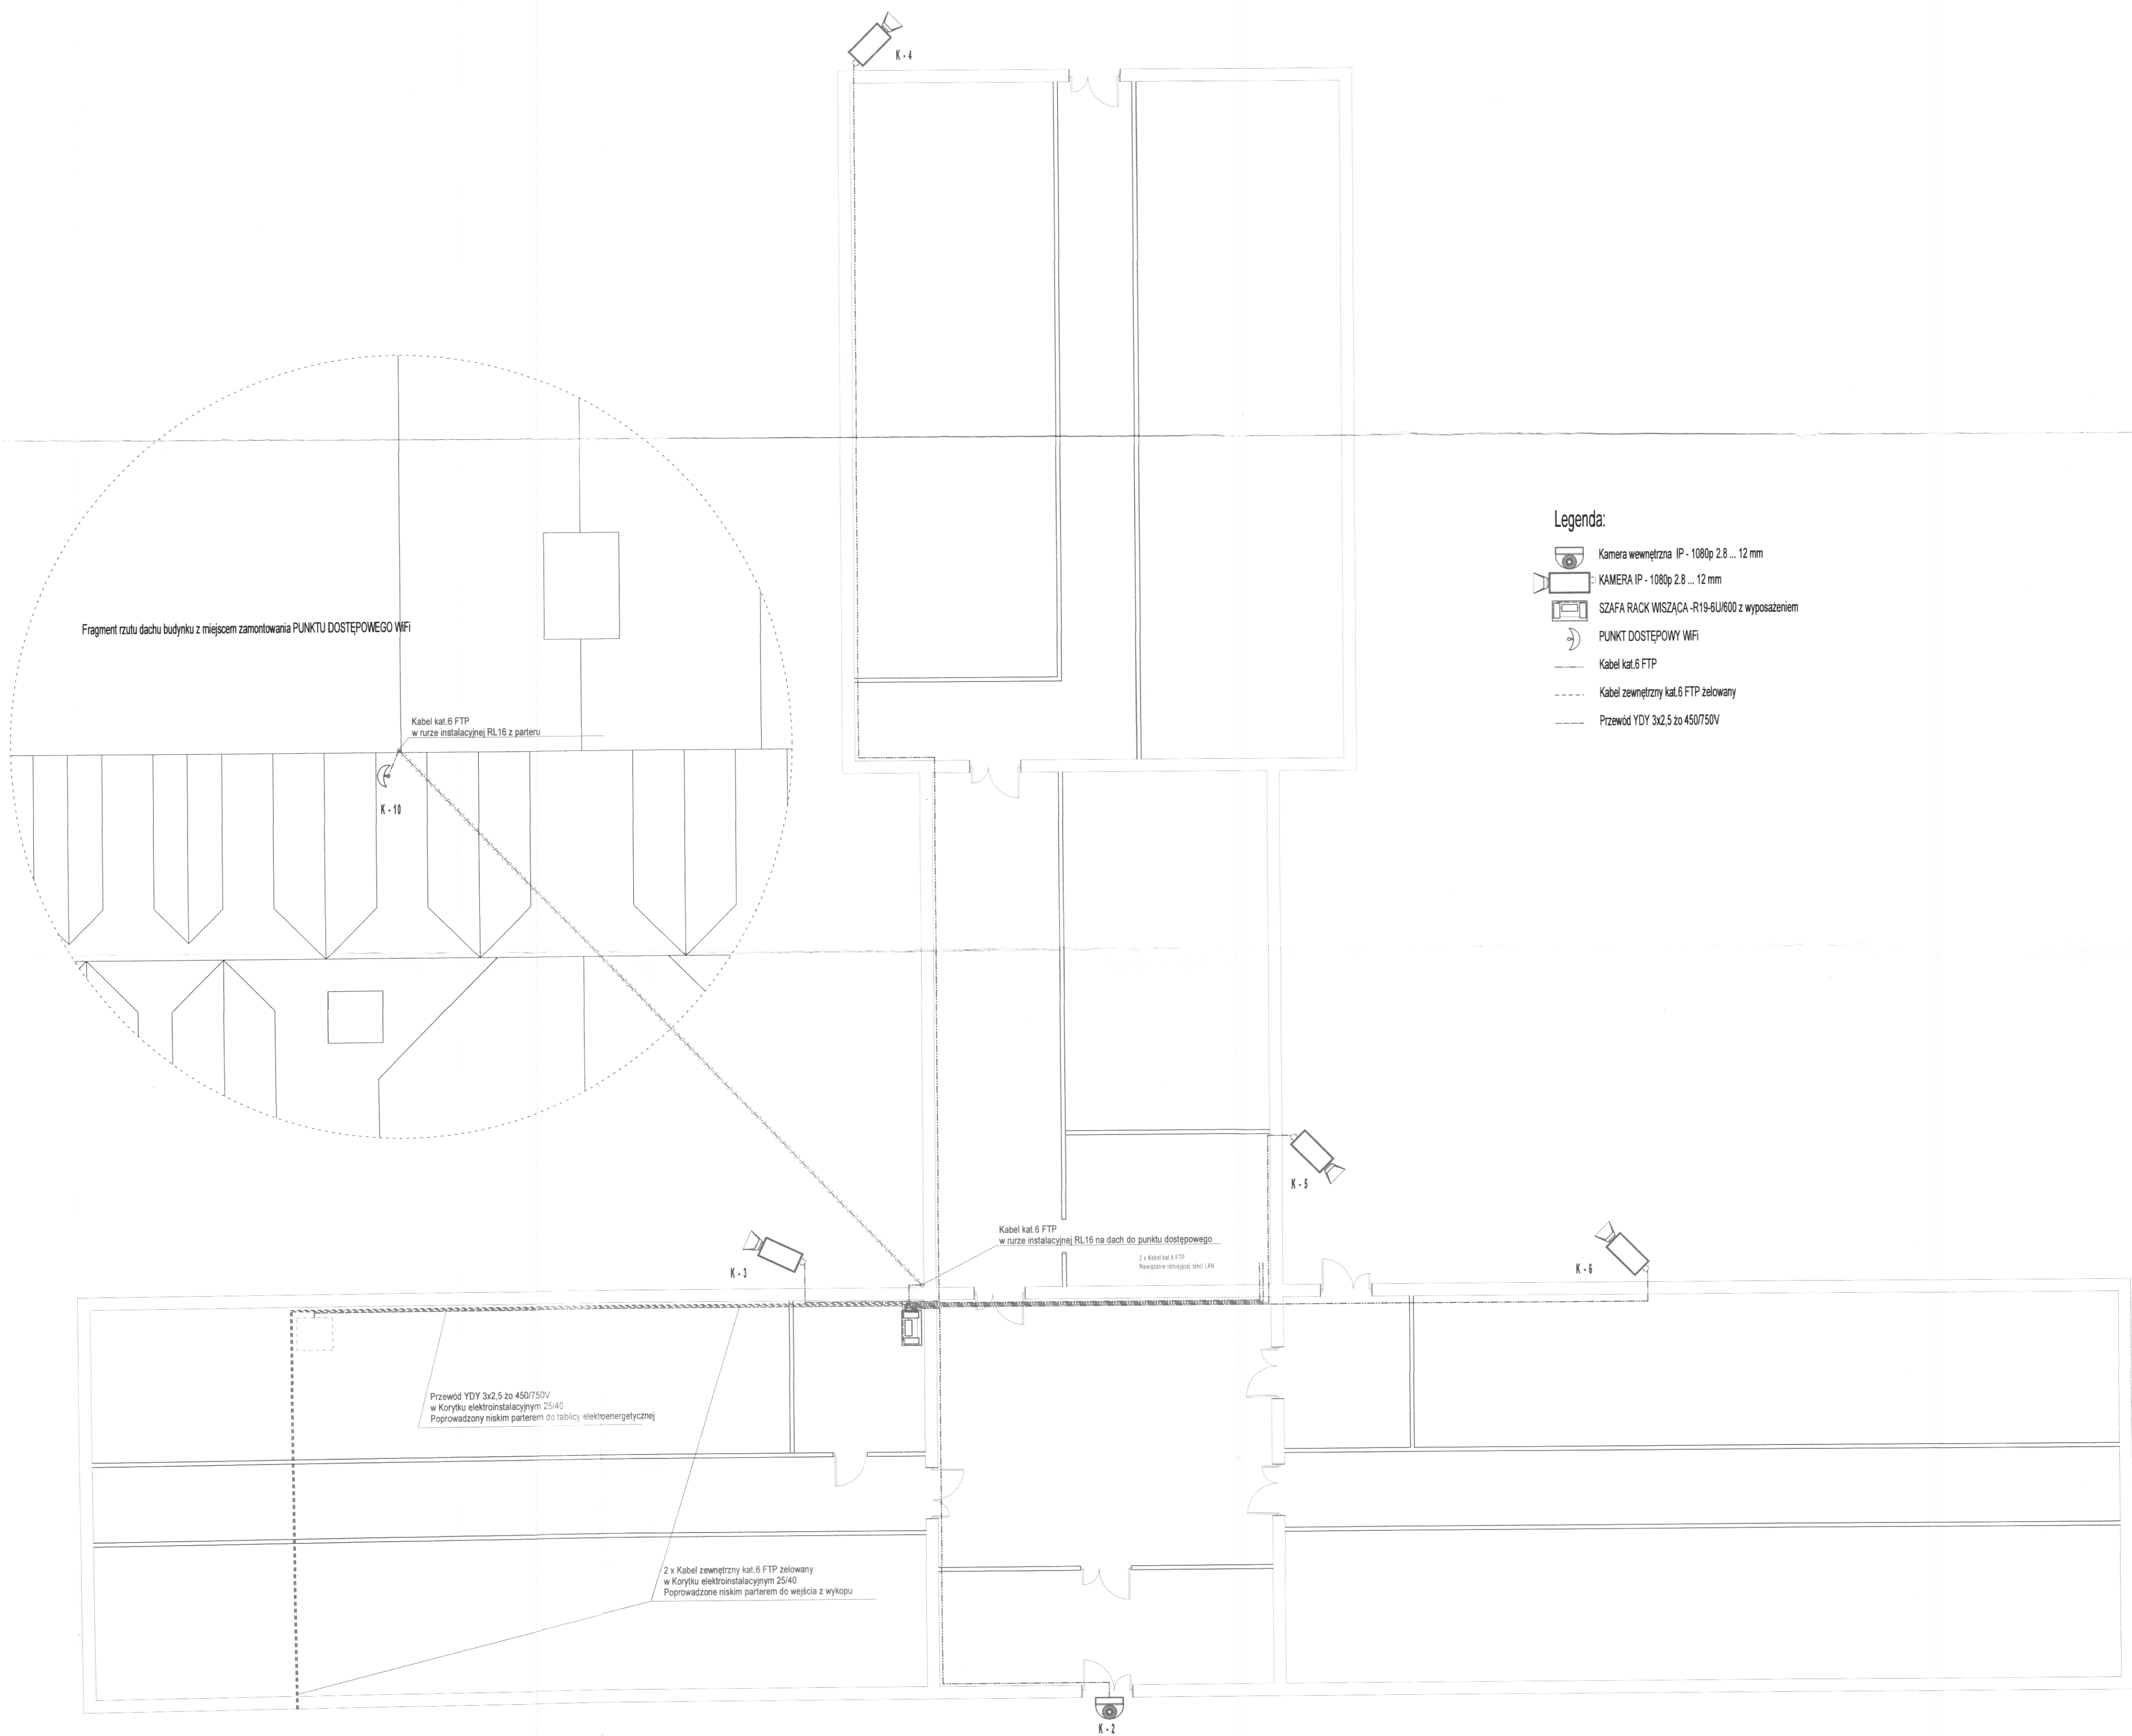 K - 4
Legenda:
Kamera wewnętrzna IP - 1080p 2.8 ... 12 mm
KAMERA IP - 1080p 2.8 ... 12 mm
SZAFA RACK WISZĄCA -R19-6U/600 z wyposażeniem
PUNKT DOSTĘPOWY WiFi
Kabel kat.6 FTP
Kabel zewnętrzny kat.6 FTP żelowany
Przewód YDY 3x2,5 żo 450/750V
Fragment rzutu dachu budynku z miejscem zamontowania PUNKTU DOSTĘPOWEGO WiFi
Kabel kat.6 FTP
w rurze instalacyjnej RL16 z parteru
K - 10
K - 5
Kabel kat.6 FTP
w rurze instalacyjnej RL16 na dach do punktu dostępowego
2 x Kabel kat.6 FTP
Nawiązanie istniejącej sieci LAN
K - 3
K - 6
Przewód YDY 3x2,5 żo 450/750V
w Korytku elektroinstalacyjnym 25/40
Poprowadzony niskim parterem do tablicy elektroenergetycznej
2 x Kabel zewnętrzny kat.6 FTP żelowany
w Korytku elektroinstalacyjnym 25/40
Poprowadzone niskim parterem do wejścia z wykopu
K - 2